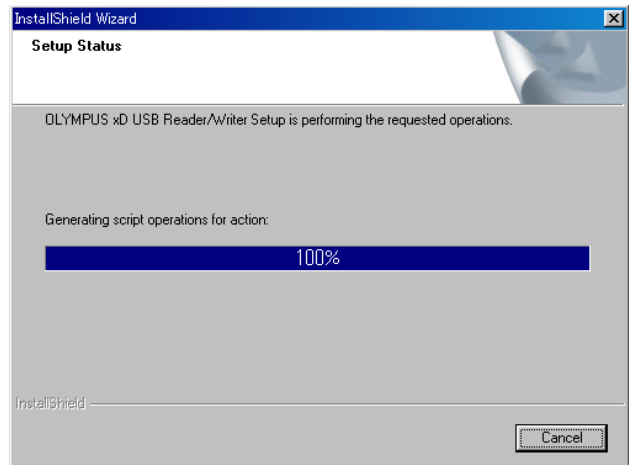 InstallShield Wizard
Setup Status
OLYMPUS xD USB Reader/Writer Setup is performing the requested operations.
Generating script operations for action:
100%
InstallShield
Cancel